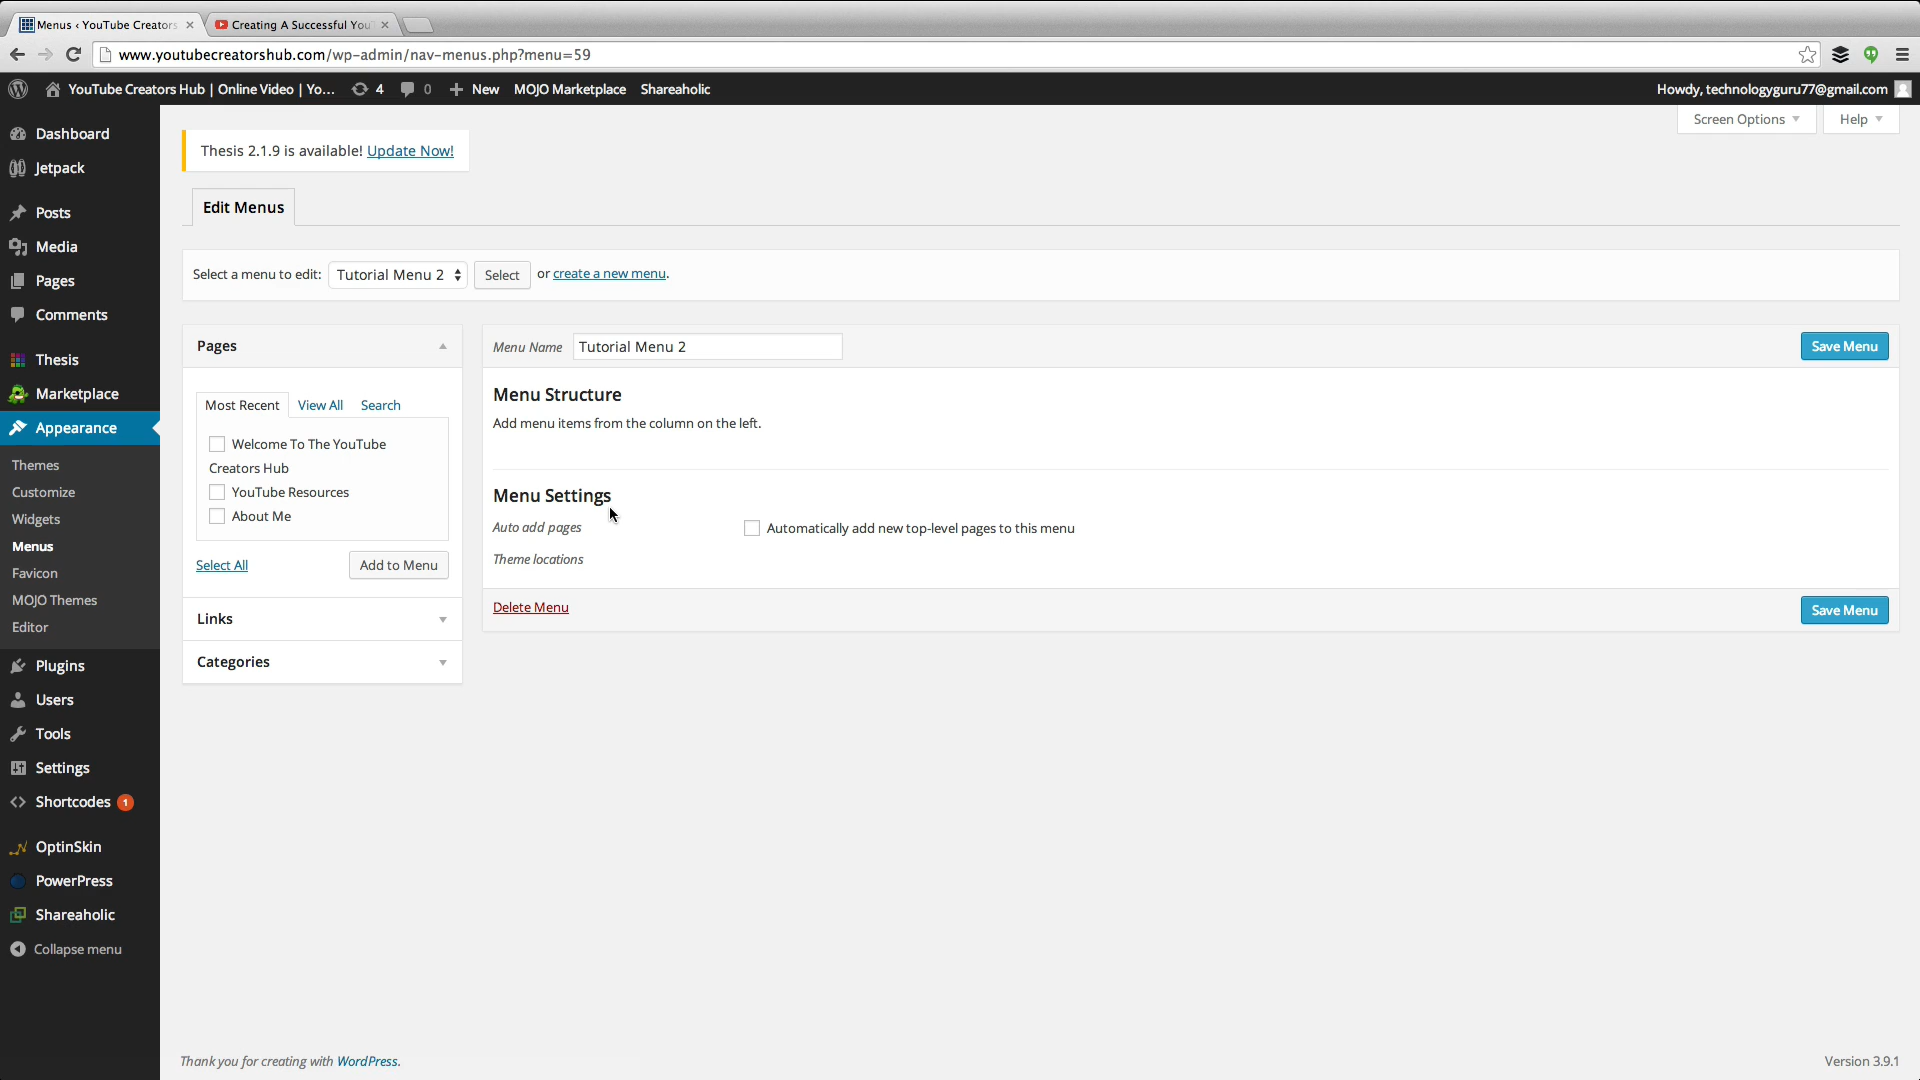 Menus ‹ YouTube Creators
Creating A Successful You
www.youtubecreatorshub.com/wp-admin/nav-menus.php?menu=59
YouTube Creators Hub | Online Video | Yo...
4
0
New
MOJO Marketplace
Shareaholic
Howdy, technologyguru77@gmail.com
Screen Options
Help
Dashboard
Jetpack
Posts
Media
Pages
Comments
Thesis
Marketplace
Appearance
Themes
Customize
Widgets
Menus
Favicon
MOJO Themes
Editor
Plugins
Users
Tools
Settings
Shortcodes 1
OptinSkin
PowerPress
Shareaholic
Collapse menu
Thesis 2.1.9 is available! Update Now!
Edit Menus
Select a menu to edit: Tutorial Menu 2 Select or create a new menu.
Pages
Most Recent View All Search
Welcome To The YouTube
Creators Hub
YouTube Resources
About Me
Select All
Add to Menu
Links
Categories
Menu Name Tutorial Menu 2
Save Menu
Menu Structure
Add menu items from the column on the left.
Menu Settings
Auto add pages
Automatically add new top-level pages to this menu
Theme locations
Delete Menu
Save Menu
Thank you for creating with WordPress.
Version 3.9.1